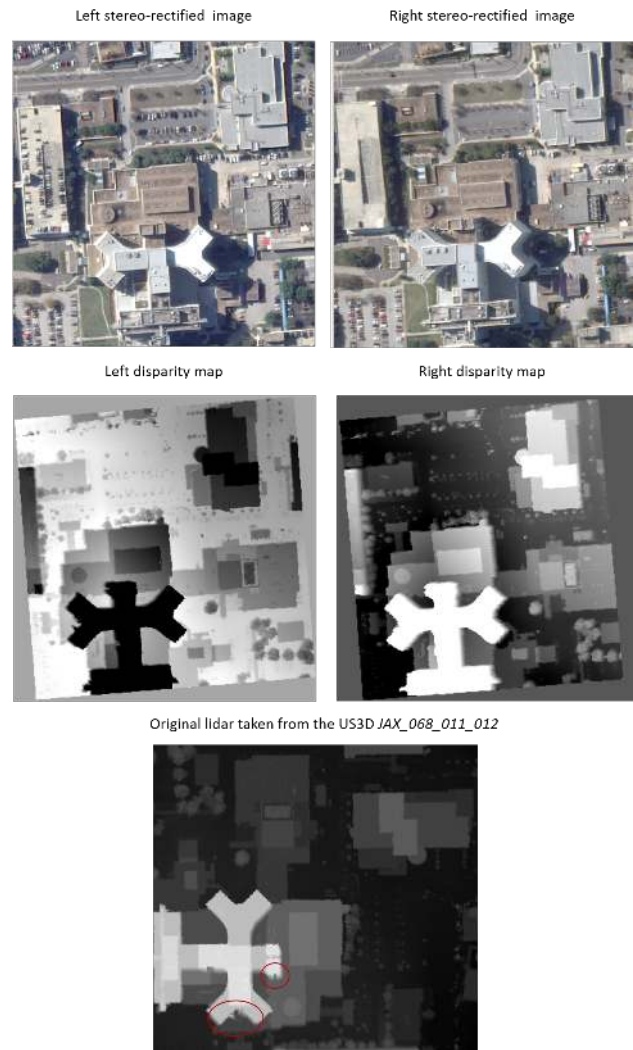 Left stereo-rectified image
Right stereo-rectified image
Left disparity map
Right disparity map
Original lidar taken from the US3D JAX_068_011_012